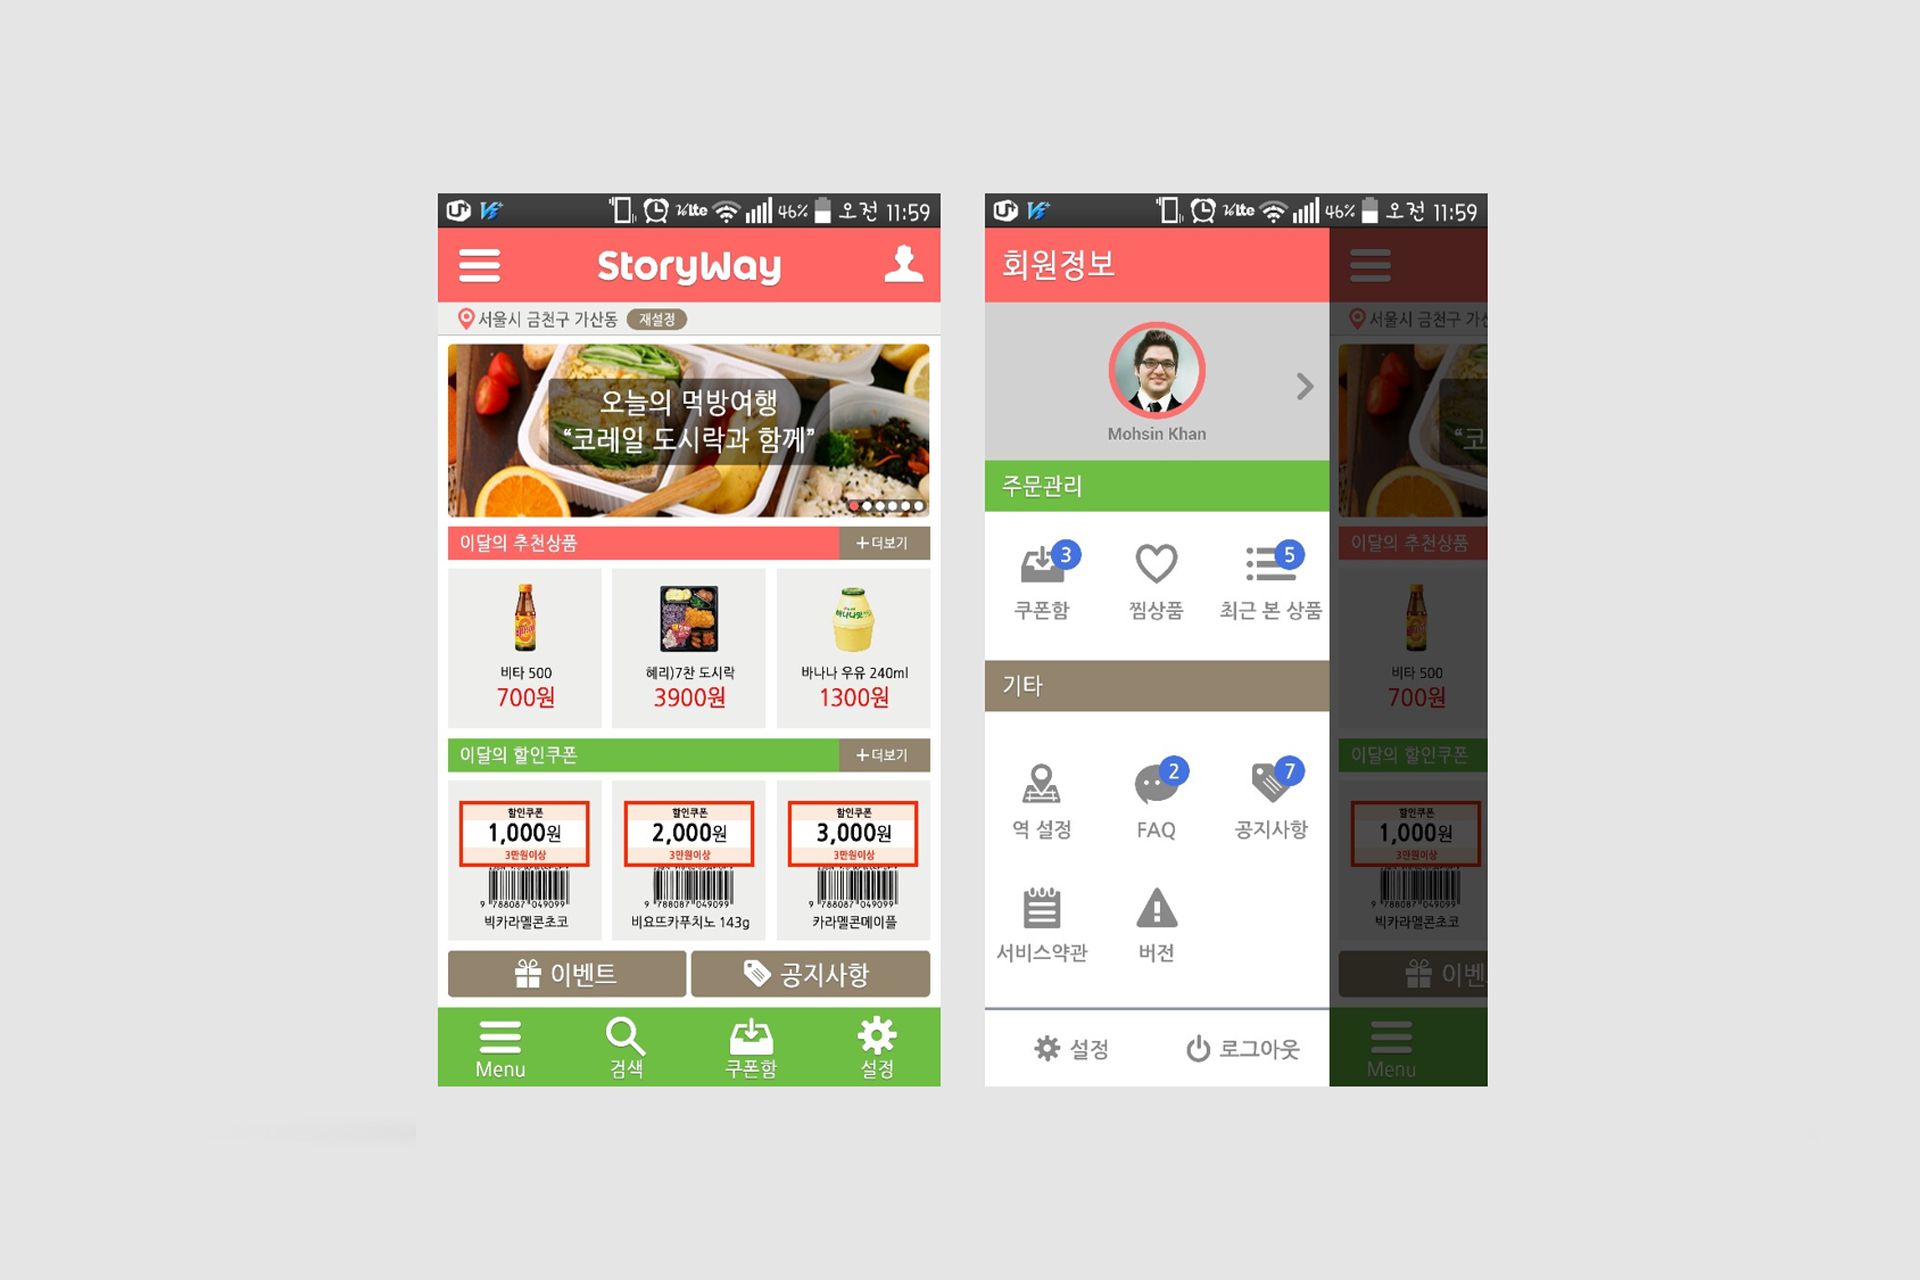 46% 오전 11:59
StoryWay
서울시 금천구 가산동 재설정
오늘의 먹방여행
“코레일 도시락과 함께”
이달의 추천상품 +더보기
비타 500
700원
혜리)7찬 도시락
3900원
바나나 우유 240ml
1300원
이달의 할인쿠폰 +더보기
할인쿠폰
1,000원
3만원이상
9 788087 049099
빅카라멜콘초코
할인쿠폰
2,000원
3만원이상
9 788087 049099
비요뜨카푸치노 143g
할인쿠폰
3,000원
3만원이상
9 788087 049099
카라멜콘메이플
이벤트 공지사항
Menu 검색 쿠폰함 설정
46% 오전 11:59
회원정보
Mohsin Khan
주문관리
3 5
쿠폰함 찜상품 최근 본 상품
기타
2 7
역 설정 FAQ 공지사항
서비스약관 버전
설정 로그아웃
서울시 금천구
“코
이달의 추천상품
비타 500
700원
이달의 할인쿠폰
할인쿠폰
1,000원
3만원이상
9 788087 049099
빅카라멜콘초코
이벤
Menu